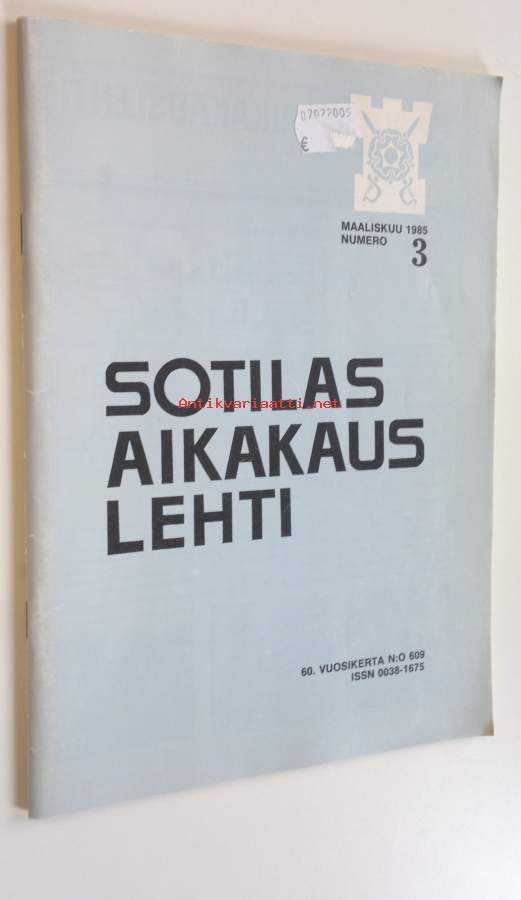 07022005
€
MAALISKUU 1985
NUMERO 3
SOTILAS
Antikvariaatti.net
AIKAKAUS
LEHTI
60. VUOSIKERTA N:O 609
ISSN 0038-1675